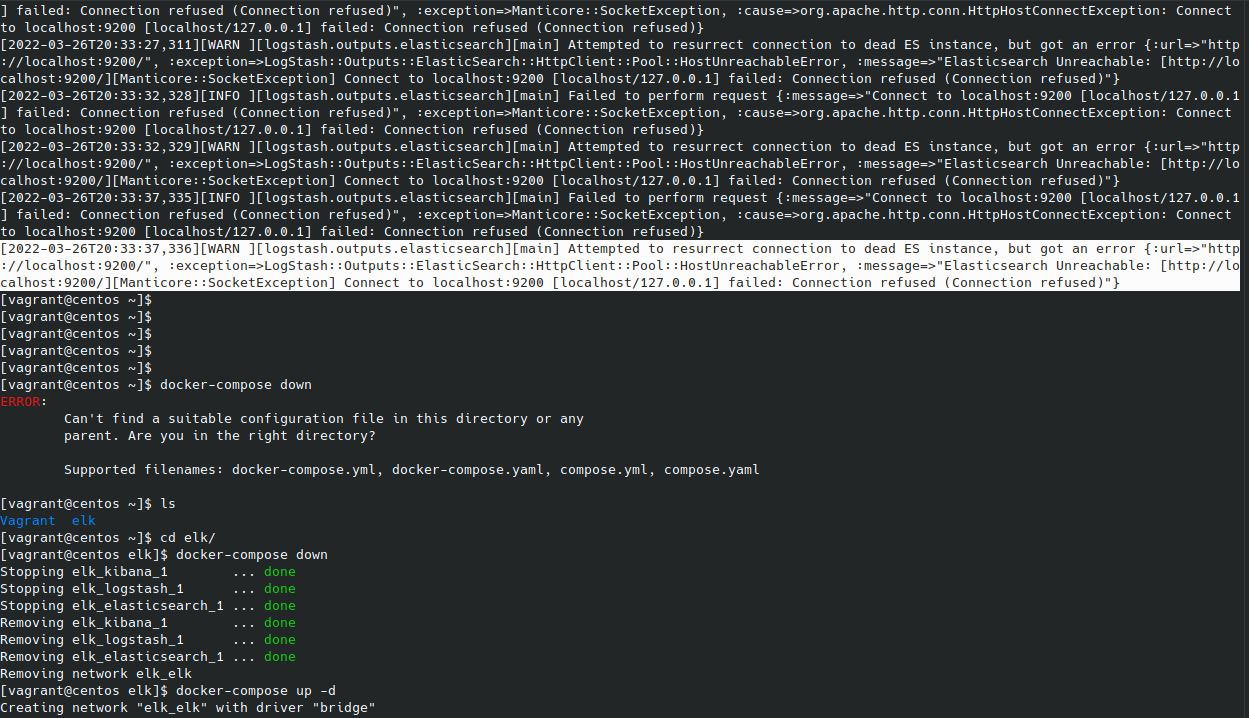 ] failed: Connection refused (Connection refused)", :exception=>Manticore::SocketException, :cause=>org.apache.http.conn.HttpHostConnectException: Connect
to localhost:9200 [localhost/127.0.0.1] failed: Connection refused (Connection refused)}
[2022-03-26T20:33:27,311][WARN ][logstash.outputs.elasticsearch][main] Attempted to resurrect connection to dead ES instance, but got an error {:url=>"http
://localhost:9200/", :exception=>LogStash::Outputs::ElasticSearch::HttpClient::Pool::HostUnreachableError, :message=>"Elasticsearch Unreachable: [http://lo
calhost:9200/][Manticore::SocketException] Connect to localhost:9200 [localhost/127.0.0.1] failed: Connection refused (Connection refused)"}
[2022-03-26T20:33:32,328][INFO ][logstash.outputs.elasticsearch][main] Failed to perform request {:message=>"Connect to localhost:9200 [localhost/127.0.0.1
] failed: Connection refused (Connection refused)", :exception=>Manticore::SocketException, :cause=>org.apache.http.conn.HttpHostConnectException: Connect
to localhost:9200 [localhost/127.0.0.1] failed: Connection refused (Connection refused)}
[2022-03-26T20:33:32,329][WARN ][logstash.outputs.elasticsearch][main] Attempted to resurrect connection to dead ES instance, but got an error {:url=>"http
://localhost:9200/", :exception=>LogStash::Outputs::ElasticSearch::HttpClient::Pool::HostUnreachableError, :message=>"Elasticsearch Unreachable: [http://lo
calhost:9200/][Manticore::SocketException] Connect to localhost:9200 [localhost/127.0.0.1] failed: Connection refused (Connection refused)"}
[2022-03-26T20:33:37,335][INFO ][logstash.outputs.elasticsearch][main] Failed to perform request {:message=>"Connect to localhost:9200 [localhost/127.0.0.1
] failed: Connection refused (Connection refused)", :exception=>Manticore::SocketException, :cause=>org.apache.http.conn.HttpHostConnectException: Connect
to localhost:9200 [localhost/127.0.0.1] failed: Connection refused (Connection refused)}
[2022-03-26T20:33:37,336][WARN ][logstash.outputs.elasticsearch][main] Attempted to resurrect connection to dead ES instance, but got an error {:url=>"http
://localhost:9200/", :exception=>LogStash::Outputs::ElasticSearch::HttpClient::Pool::HostUnreachableError, :message=>"Elasticsearch Unreachable: [http://lo
calhost:9200/][Manticore::SocketException] Connect to localhost:9200 [localhost/127.0.0.1] failed: Connection refused (Connection refused)"}
[vagrant@centos ~]$
[vagrant@centos ~]$
[vagrant@centos ~]$
[vagrant@centos ~]$
[vagrant@centos ~]$
[vagrant@centos ~]$ docker-compose down
ERROR:
        Can't find a suitable configuration file in this directory or any
        parent. Are you in the right directory?

        Supported filenames: docker-compose.yml, docker-compose.yaml, compose.yml, compose.yaml

[vagrant@centos ~]$ ls
Vagrant  elk
[vagrant@centos ~]$ cd elk/
[vagrant@centos elk]$ docker-compose down
Stopping elk_kibana_1        ... done
Stopping elk_logstash_1      ... done
Stopping elk_elasticsearch_1 ... done
Removing elk_kibana_1        ... done
Removing elk_logstash_1      ... done
Removing elk_elasticsearch_1 ... done
Removing network elk_elk
[vagrant@centos elk]$ docker-compose up -d
Creating network "elk_elk" with driver "bridge"